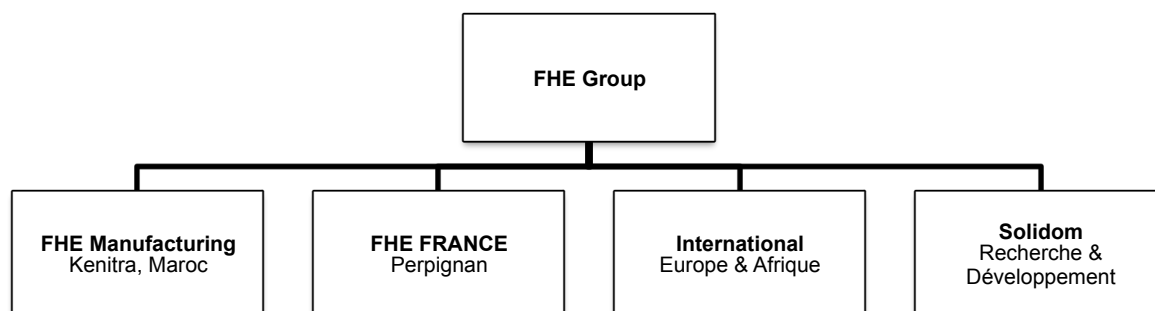 FHE Group
FHE Manufacturing
Kenitra, Maroc
FHE FRANCE
Perpignan
International
Europe & Afrique
Solidom
Recherche &
Développement